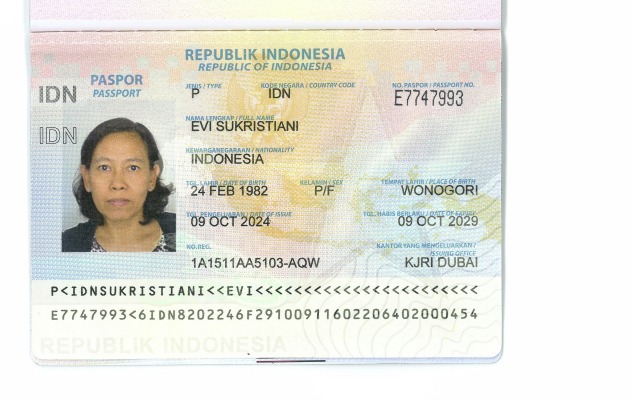 REPUBLIK INDONESIA
REPUBLIC OF INDONESIA
PASPOR
PASSPORT
JENIS / TYPE KODE NEGARA / COUNTRY CODE NO. PASPOR / PASSPORT NO.
IDN P IDN E7747993
NAMA LENGKAP / FULL NAME
IDN EVI SUKRISTIANI
KEWARGANEGARAAN / NATIONALITY
INDONESIA
TGL. LAHIR / DATE OF BIRTH KELAMIN / SEX TEMPAT LAHIR / PLACE OF BIRTH
24 FEB 1982 P/F WONOGORI
TGL. PENGELUARAN / DATE OF ISSUE TGL. HABIS BERLAKU / DATE OF EXPIRY
09 OCT 2024 09 OCT 2029
NO. REG. KANTOR YANG MENGELUARKAN /
ISSUING OFFICE
1A1511AA5103-AQW KJRI DUBAI
P<IDNSUKRISTIANI<<EVI<<<<<<<<<<<<<<<<<<<<<<<
E7747993<6IDN8202246F2910091160220640200​0454
REPUBLIK INDONESIA